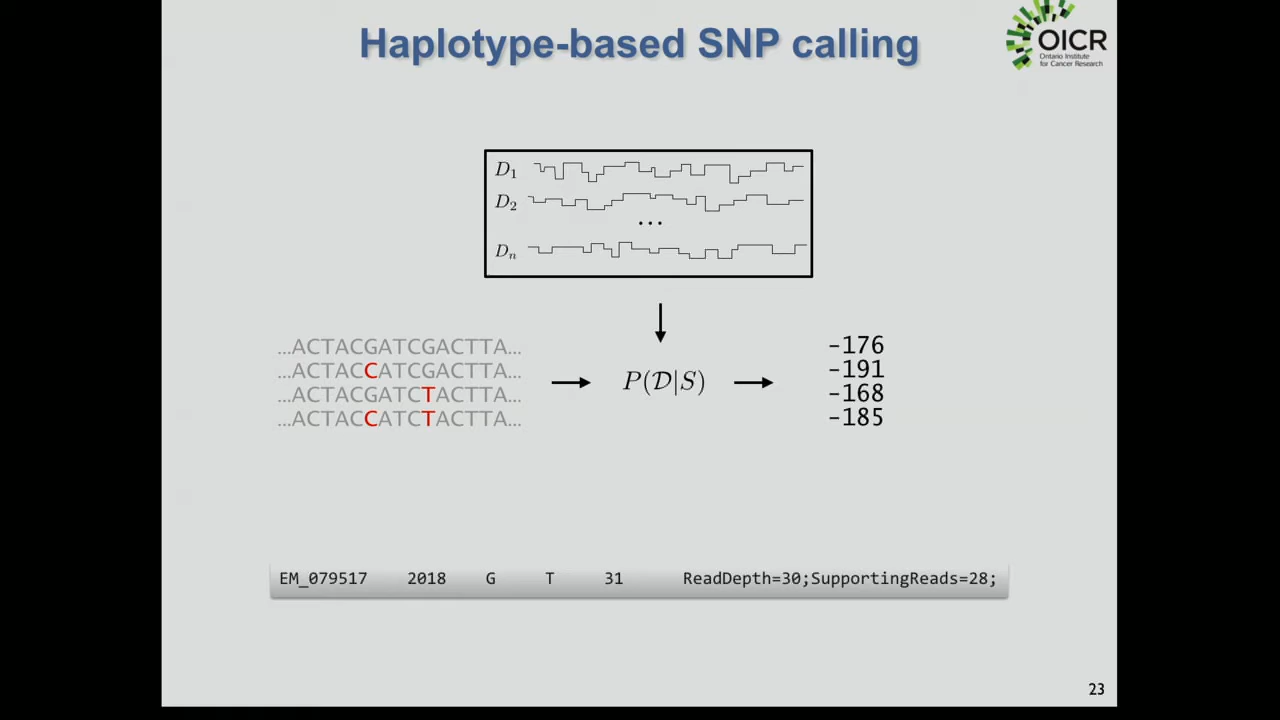 Haplotype-based SNP calling
OICR
Ontario Institute
for Cancer Research
D₁
D₂
...
Dₙ
...ACTACGATCGACTTA...
...ACTACCATCGACTTA...
...ACTACGATCTACTTA...
...ACTACCATCTACTTA...
P(𝒟|S)
-176
-191
-168
-185
EM_079517 2018 G T 31 ReadDepth=30;SupportingReads=28;
23